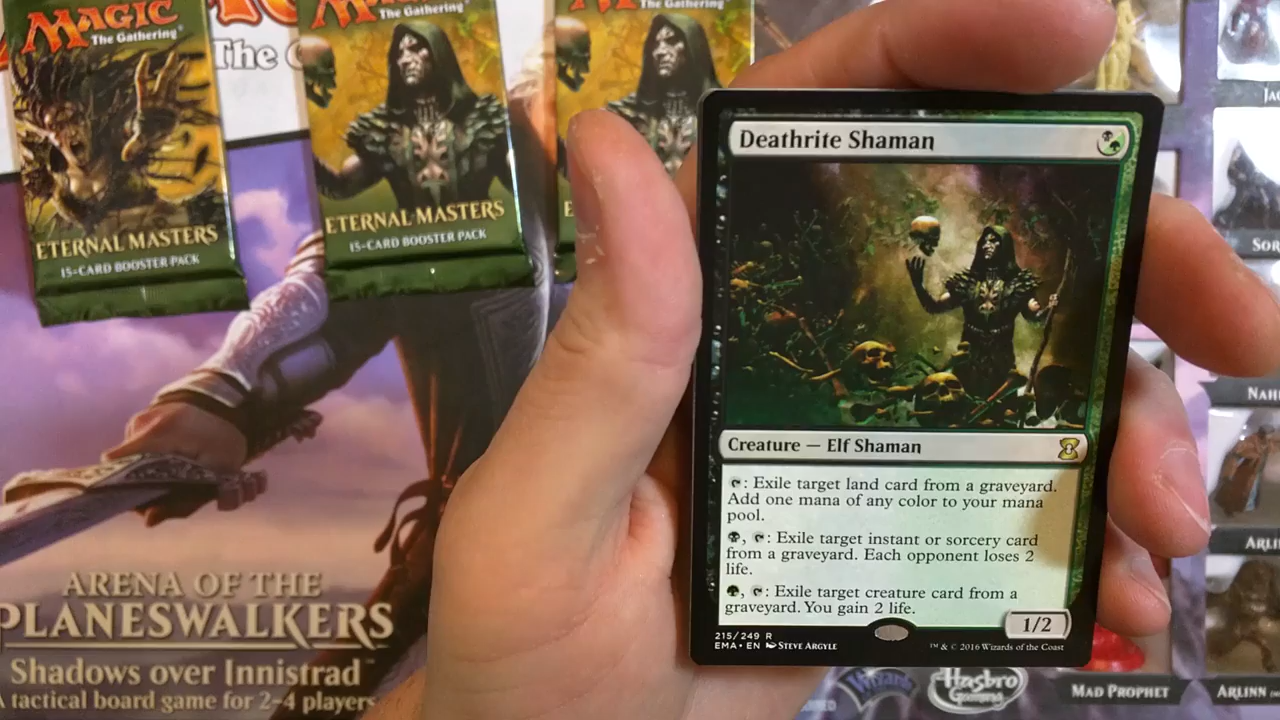 MAGIC
The Gathering®
ETERNAL MASTERS
15-CARD BOOSTER PACK
The Gathering®
ETERNAL MASTERS
15-CARD BOOSTER PACK
The Gathering®
The
Deathrite Shaman
Creature — Elf Shaman
: Exile target land card from a graveyard.
Add one mana of any color to your mana
pool.
, : Exile target instant or sorcery card
from a graveyard. Each opponent loses 2
life.
, : Exile target creature card from a
graveyard. You gain 2 life.
1/2
215/249 R
EMA • EN Steve Argyle
™ & © 2016 Wizards of the Coast
ARENA OF THE
PLANESWALKERS
Shadows over Innistrad™
A tactical board game for 2-4 players
Wizards
Hasbro
Gaming
MAD PROPHET
ARLINN